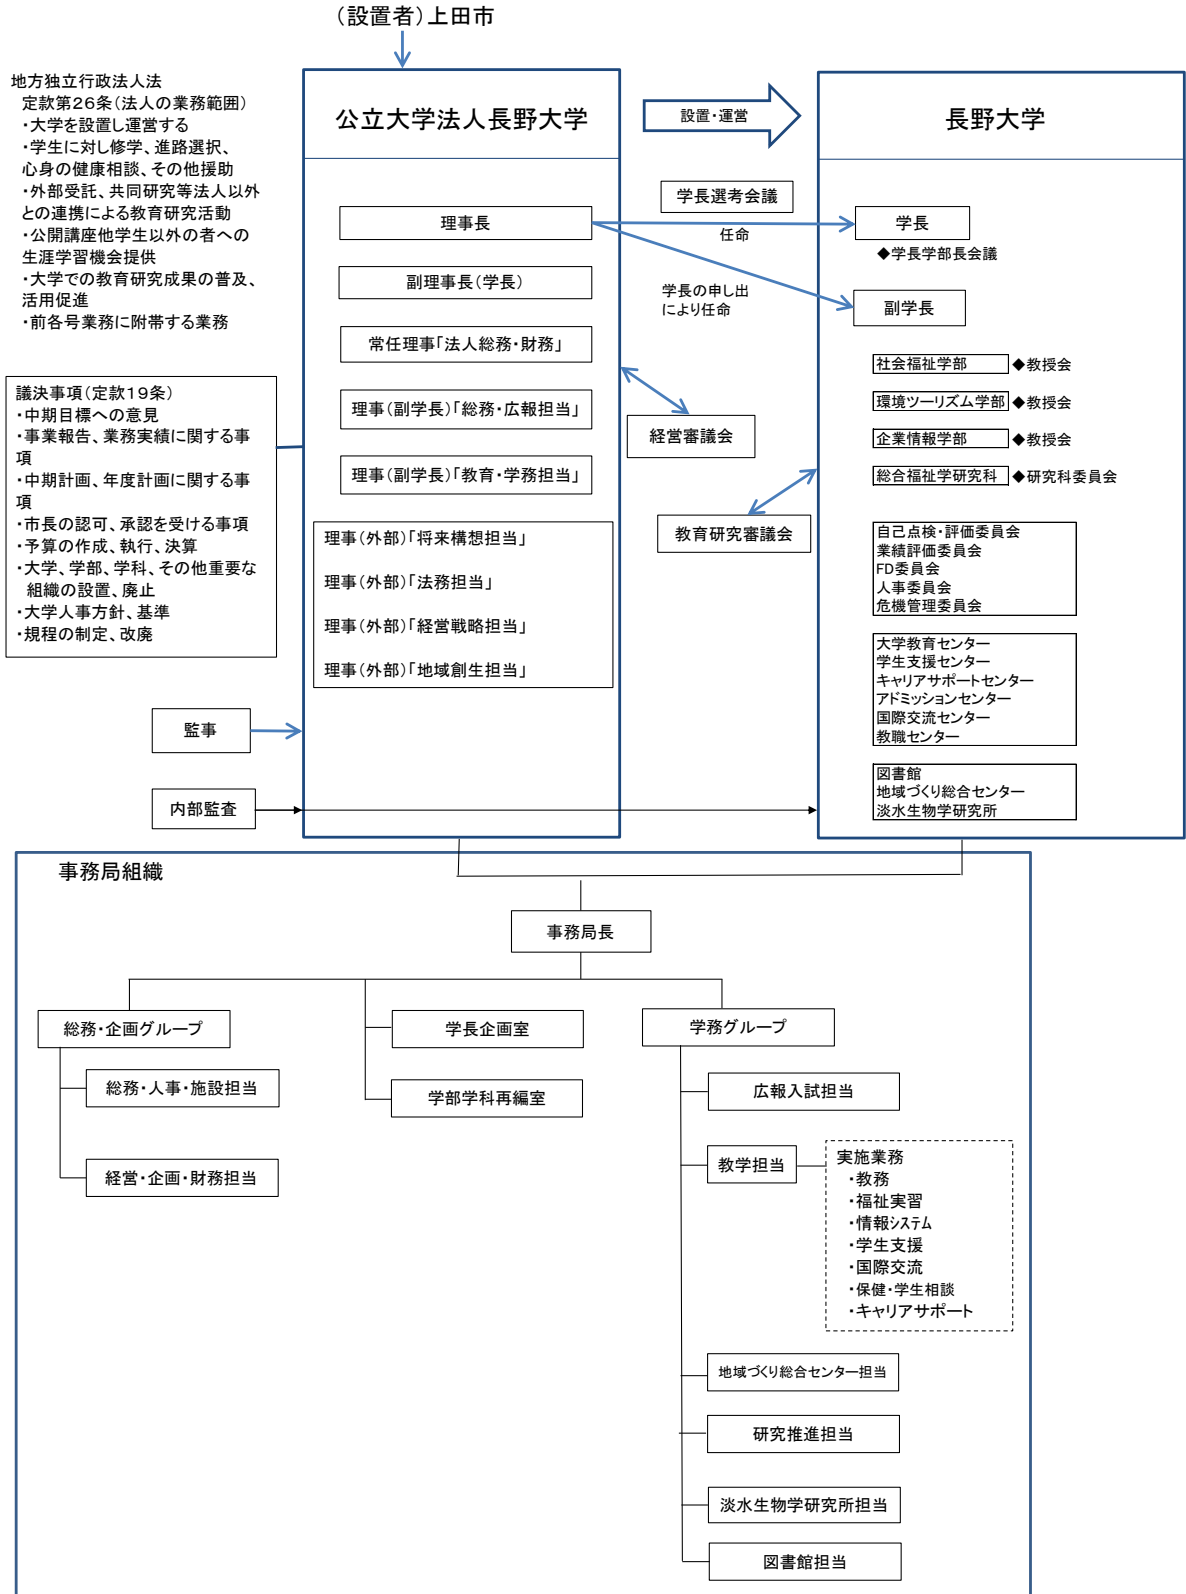 （設置者）上田市
地方独立行政法人法
定款第２６条（法人の業務範囲）
・大学を設置し運営する
・学生に対し修学、進路選択、
心身の健康相談、その他援助
・外部受託、共同研究等法人以外
との連携による教育研究活動
・公開講座他学生以外の者への
生涯学習機会提供
・大学での教育研究成果の普及、
活用促進
・前各号業務に附帯する業務
議決事項（定款１９条）
・中期目標への意見
・事業報告、業務実績に関する事
項
・中期計画、年度計画に関する事
項
・市長の認可、承認を受ける事項
・予算の作成、執行、決算
・大学、学部、学科、その他重要な
組織の設置、廃止
・大学人事方針、基準
・規程の制定、改廃
監事
内部監査
公立大学法人長野大学
理事長
副理事長（学長）
常任理事「法人総務・財務」
理事（副学長）「総務・広報担当」
理事（副学長）「教育・学務担当」
理事（外部）「将来構想担当」
理事（外部）「法務担当」
理事（外部）「経営戦略担当」
理事（外部）「地域創生担当」
設置・運営
学長選考会議
任命
学長の申し出
により任命
経営審議会
教育研究審議会
長野大学
学長
◆学長学部長会議
副学長
社会福祉学部 ◆教授会
環境ツーリズム学部 ◆教授会
企業情報学部 ◆教授会
総合福祉学研究科 ◆研究科委員会
自己点検・評価委員会
業績評価委員会
FD委員会
人事委員会
危機管理委員会
大学教育センター
学生支援センター
キャリアサポートセンター
アドミッションセンター
国際交流センター
教職センター
図書館
地域づくり総合センター
淡水生物学研究所
事務局組織
事務局長
総務・企画グループ
総務・人事・施設担当
経営・企画・財務担当
学長企画室
学部学科再編室
学務グループ
広報入試担当
教学担当
実施業務
・教務
・福祉実習
・情報システム
・学生支援
・国際交流
・保健・学生相談
・キャリアサポート
地域づくり総合センター担当
研究推進担当
淡水生物学研究所担当
図書館担当